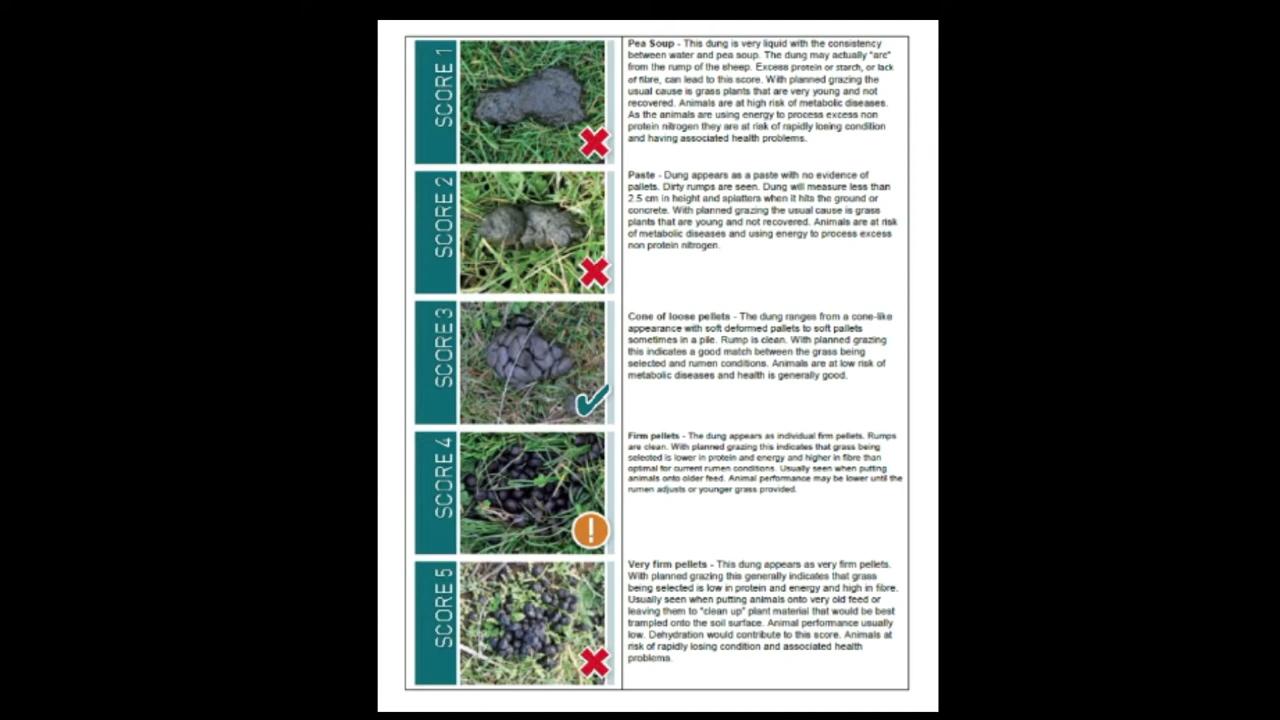 SCORE 1
Pea Soup - This dung is very liquid with the consistency
between water and pea soup. The dung may actually "arc"
from the rump of the sheep. Excess protein or starch, or lack
of fibre, can lead to this score. With planned grazing the
usual cause is grass plants that are very young and not
recovered. Animals are at high risk of metabolic diseases.
As the animals are using energy to process excess non
protein nitrogen they are at risk of rapidly losing condition
and having associated health problems.
SCORE 2
Paste - Dung appears as a paste with no evidence of
pallets. Dirty rumps are seen. Dung will measure less than
2.5 cm in height and splatters when it hits the ground or
concrete. With planned grazing the usual cause is grass
plants that are young and not recovered. Animals are at risk
of metabolic diseases and using energy to process excess
non protein nitrogen.
SCORE 3
Cone of loose pellets - The dung ranges from a cone-like
appearance with soft deformed pallets to soft pallets
sometimes in a pile. Rump is clean. With planned grazing
this indicates a good match between the grass being
selected and rumen conditions. Animals are at low risk of
metabolic diseases and health is generally good.
SCORE 4
Firm pellets - The dung appears as individual firm pellets. Rumps
are clean. With planned grazing this indicates that grass being
selected is lower in protein and energy and higher in fibre than
optimal for current rumen conditions. Usually seen when putting
animals onto older feed. Animal performance may be lower until the
rumen adjusts or younger grass provided.
SCORE 5
Very firm pellets - This dung appears as very firm pellets.
With planned grazing this generally indicates that grass
being selected is low in protein and energy and high in fibre.
Usually seen when putting animals onto very old feed or
leaving them to "clean up" plant material that would be best
trampled onto the soil surface. Animal performance usually
low. Dehydration would contribute to this score. Animals at
risk of rapidly losing condition and associated health
problems.